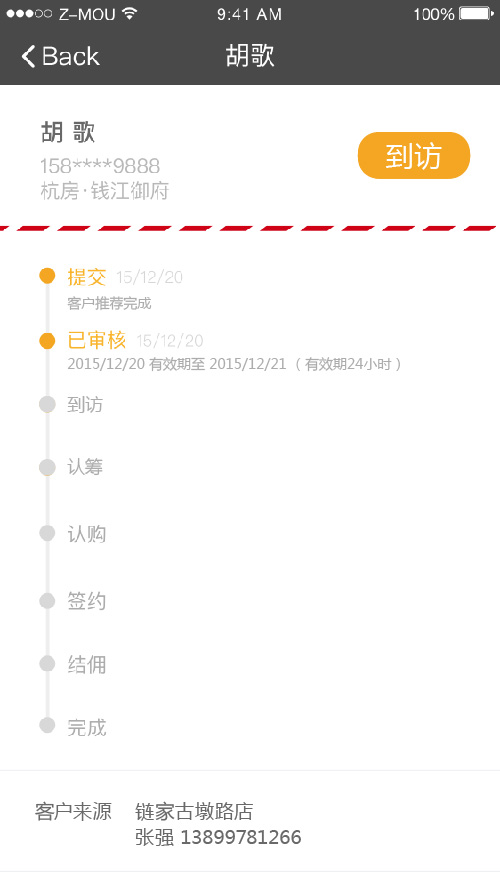 Z-MOU 9:41 AM 100%
Back 胡歌
胡 歌
158****9888
杭房·钱江御府
到访
提交 15/12/20
客户推荐完成
已审核 15/12/20
2015/12/20 有效期至 2015/12/21 ( 有效期24小时 )
到访
认筹
认购
签约
结佣
完成
客户来源 链家古墩路店
张强 13899781266